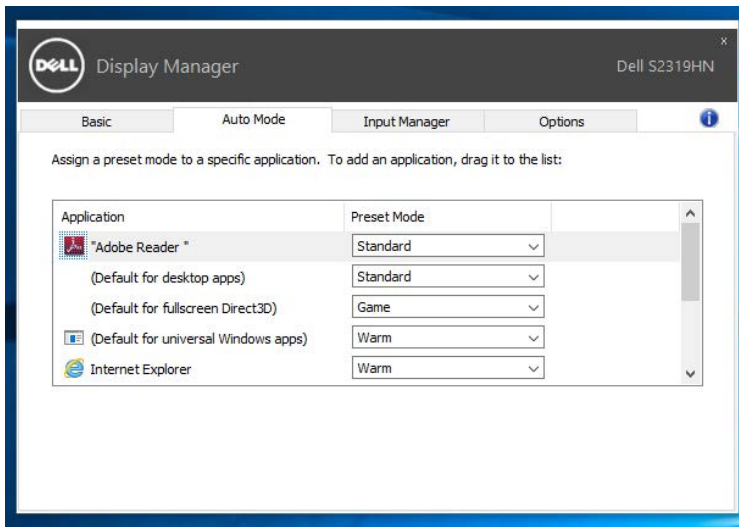 x
DELL Display Manager Dell S2319HN
Basic Auto Mode Input Manager Options i
Assign a preset mode to a specific application. To add an application, drag it to the list:
Application Preset Mode
"Adobe Reader " Standard
(Default for desktop apps) Standard
(Default for fullscreen Direct3D) Game
(Default for universal Windows apps) Warm
Internet Explorer Warm